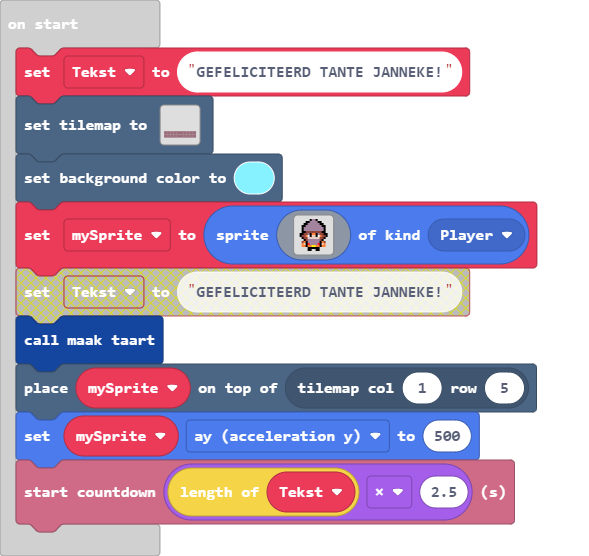 on start
set Tekst to "GEFELICITEERD TANTE JANNEKE!"
set tilemap to
set background color to
set mySprite to sprite of kind Player
set Tekst to "GEFELICITEERD TANTE JANNEKE!"
call maak taart
place mySprite on top of tilemap col 1 row 5
set mySprite ay (acceleration y) to 500
start countdown length of Tekst × 2.5 (s)